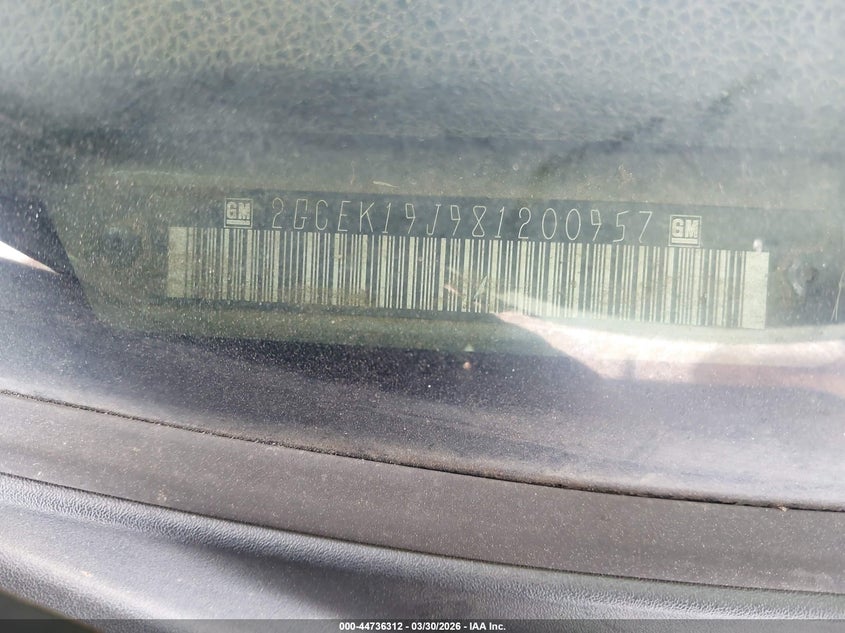 GM 2GCEK19J981200957 GM
000-44736312 - 03/30/2026 - IAA Inc.